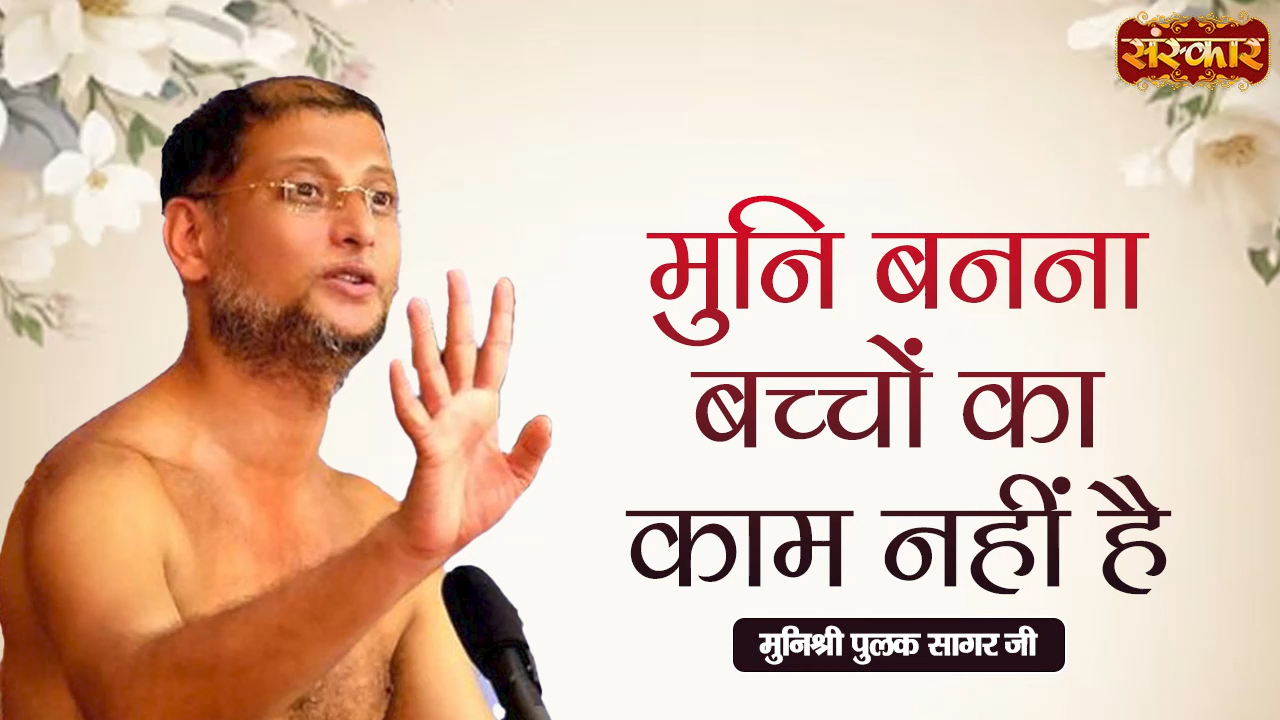 संस्कार
मुनि बनना
बच्चों का
काम नहीं है
मुनिश्री पुलक सागर जी